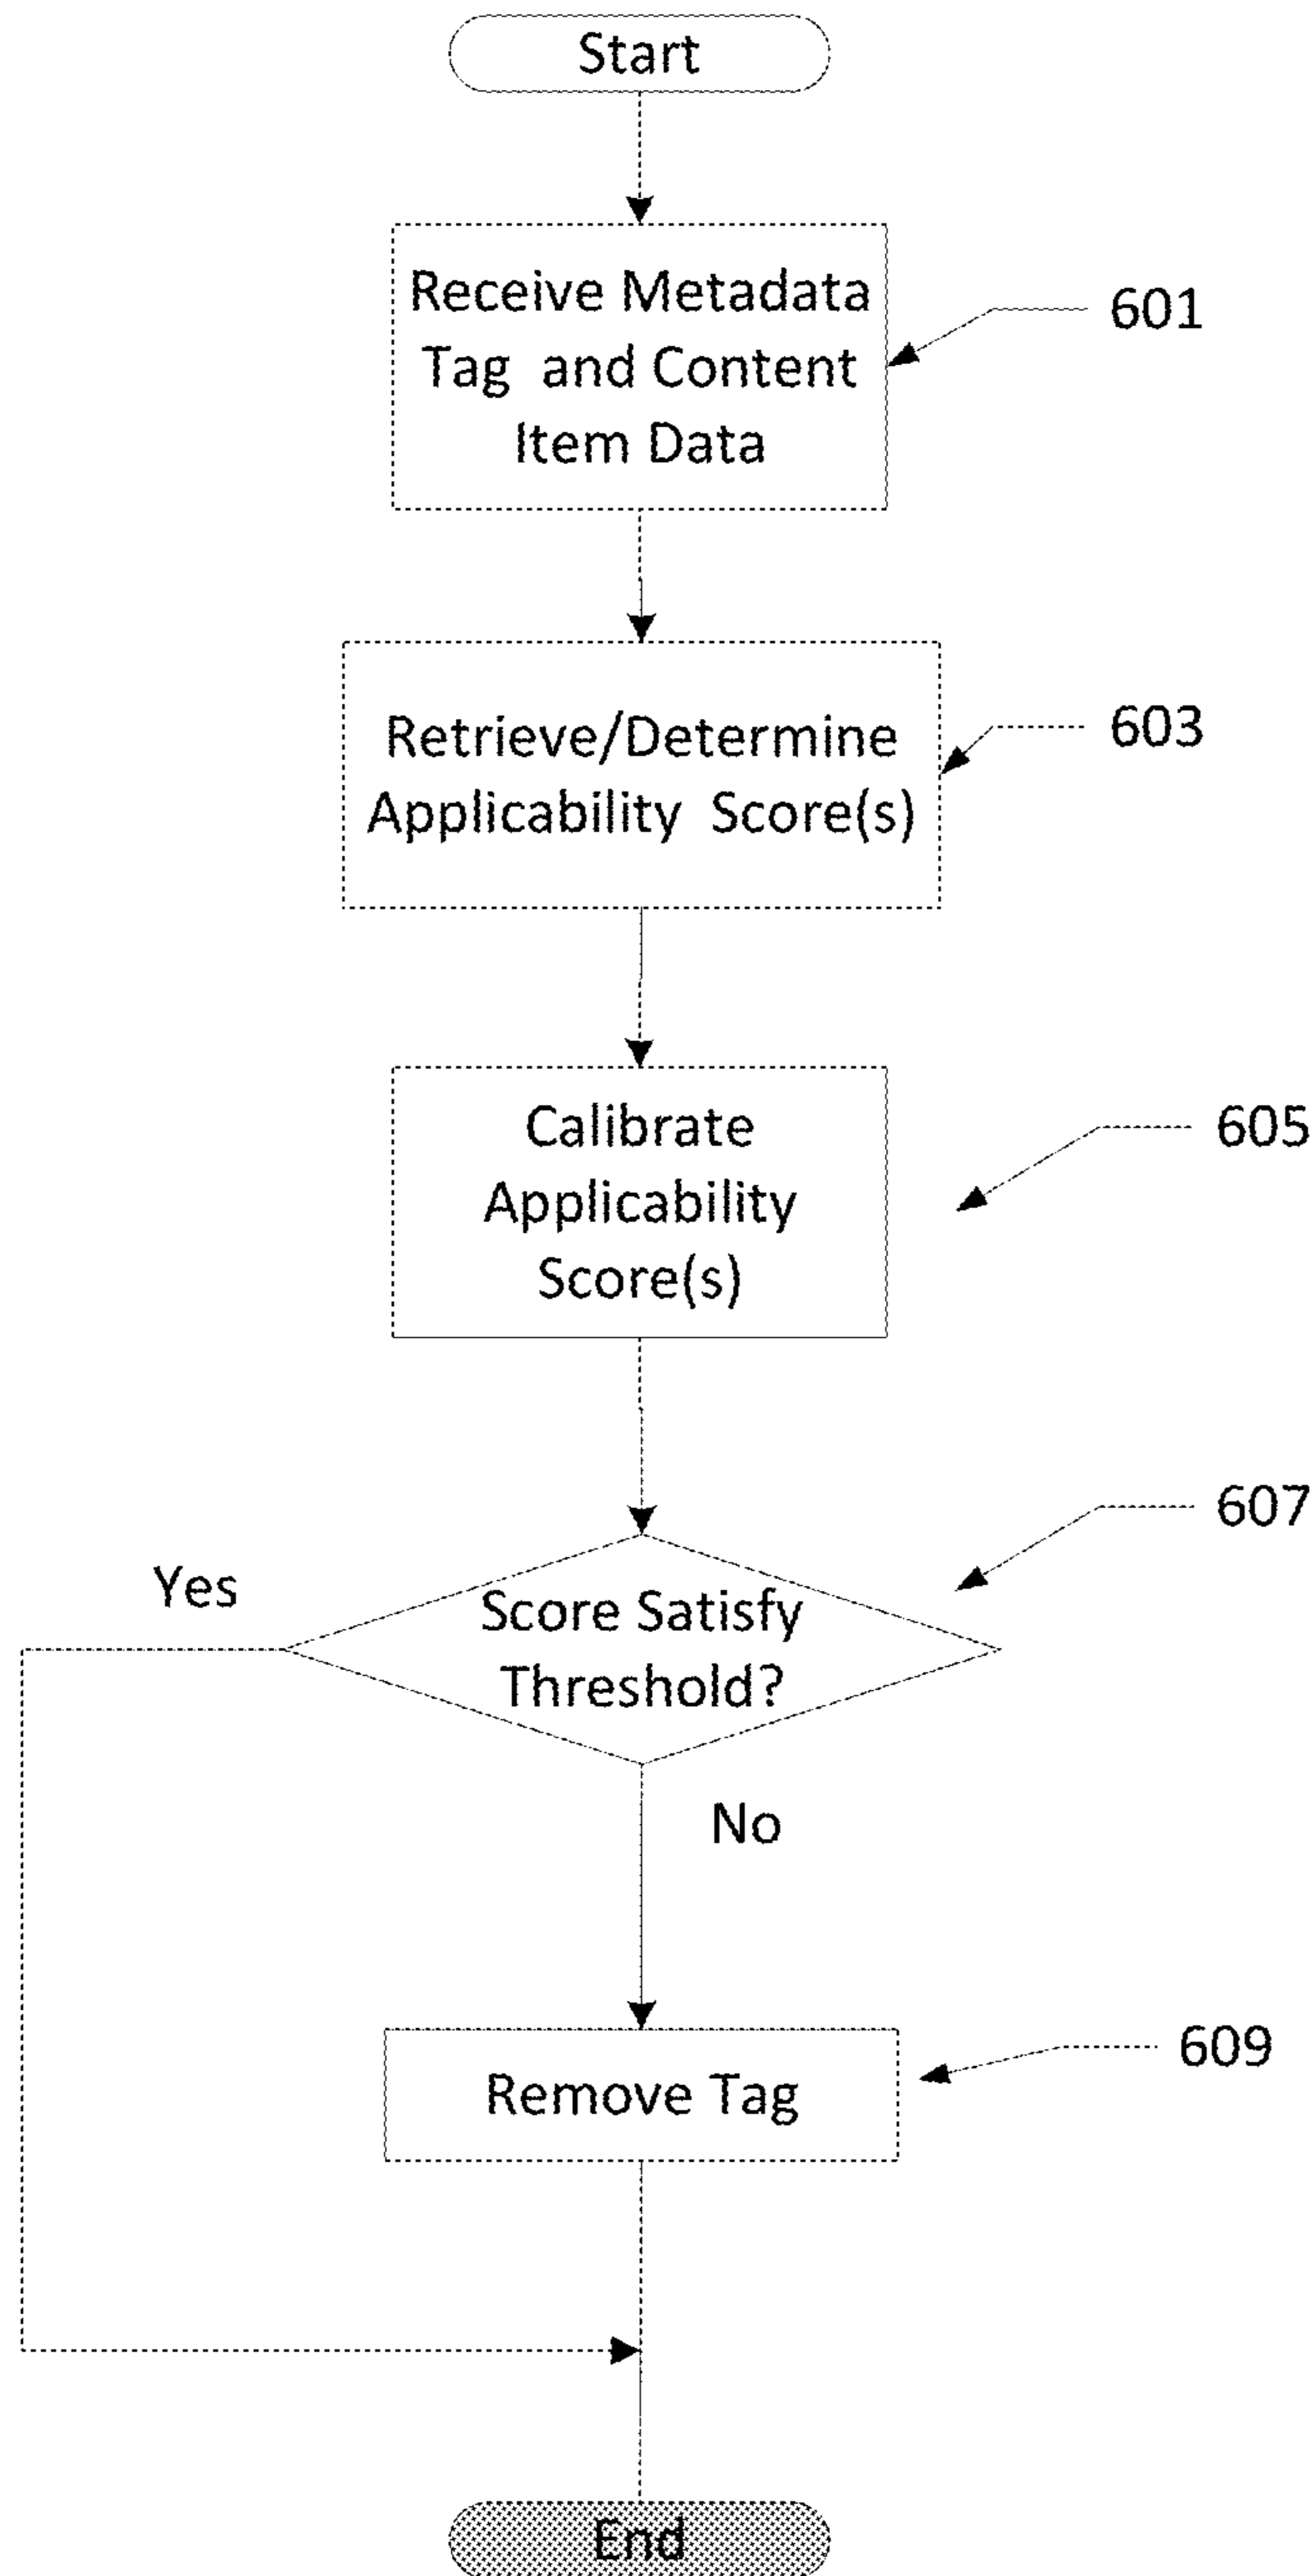 Start
Receive Metadata
Tag and Content
Item Data
601
Retrieve/Determine
Applicability Score(s)
603
Calibrate
Applicability
Score(s)
605
Score Satisfy
Threshold?
607
Yes
No
Remove Tag
609
End